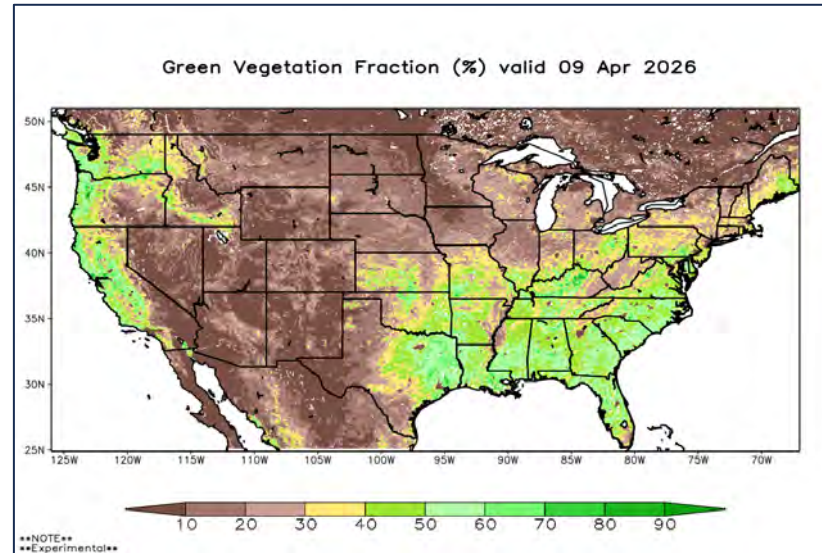 Green Vegetation Fraction (%) valid 09 Apr 2026
50N
45N
40N
35N
30N
25N
125W 120W 115W 110W 105W 100W 95W 90W 85W 80W 75W 70W
10 20 30 40 50 60 70 80 90
**NOTE**
**Experimental**